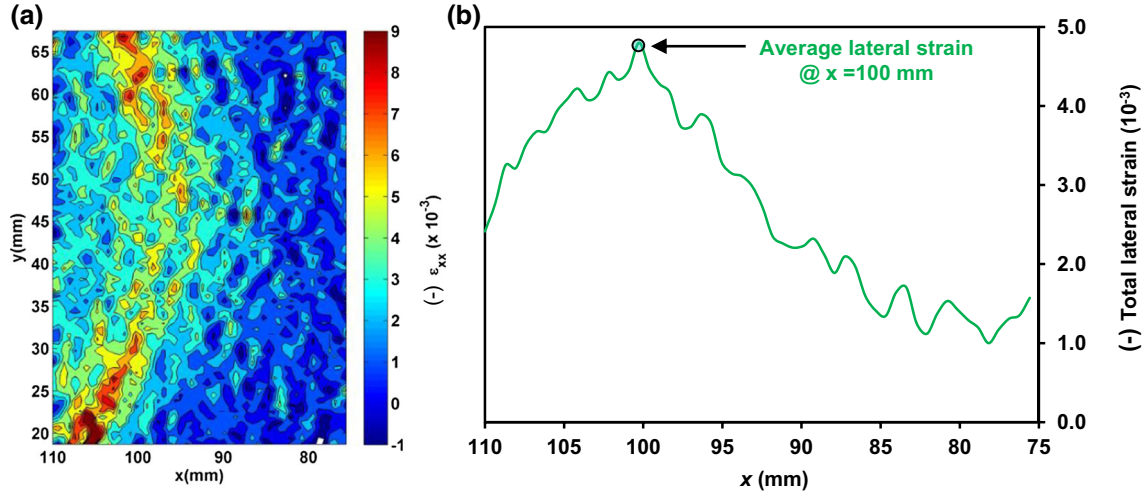 (a)
65
60
55
50
45
40
35
30
25
20
y(mm)
110 100 90 80
x(mm)
9
8
7
6
5
4
3
2
1
0
-1
(-) εxx (x 10⁻³)
(b)
Average lateral strain
@ x =100 mm
110 105 100 95 90 85 80 75
x (mm)
5.0
4.0
3.0
2.0
1.0
0.0
(-) Total lateral strain (10⁻³)